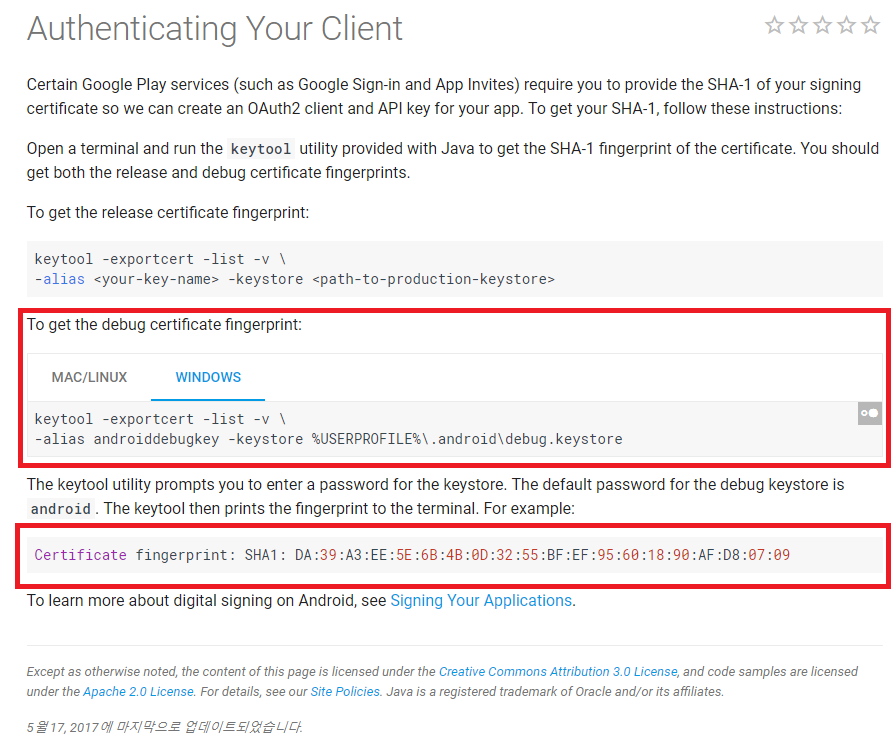 Authenticating Your Client
Certain Google Play services (such as Google Sign-in and App Invites) require you to provide the SHA-1 of your signing
certificate so we can create an OAuth2 client and API key for your app. To get your SHA-1, follow these instructions:
Open a terminal and run the keytool utility provided with Java to get the SHA-1 fingerprint of the certificate. You should
get both the release and debug certificate fingerprints.
To get the release certificate fingerprint:
keytool -exportcert -list -v \
-alias <your-key-name> -keystore <path-to-production-keystore>
To get the debug certificate fingerprint:
MAC/LINUX WINDOWS
keytool -exportcert -list -v \
-alias androiddebugkey -keystore %USERPROFILE%\.android\debug.keystore
The keytool utility prompts you to enter a password for the keystore. The default password for the debug keystore is
android. The keytool then prints the fingerprint to the terminal. For example:
Certificate fingerprint: SHA1: DA:39:A3:EE:5E:6B:4B:0D:32:55:BF:EF:95:60:18:90:AF:D8:07:09
To learn more about digital signing on Android, see Signing Your Applications.
Except as otherwise noted, the content of this page is licensed under the Creative Commons Attribution 3.0 License, and code samples are licensed
under the Apache 2.0 License. For details, see our Site Policies. Java is a registered trademark of Oracle and/or its affiliates.
5월 17, 2017에 마지막으로 업데이트되었습니다.